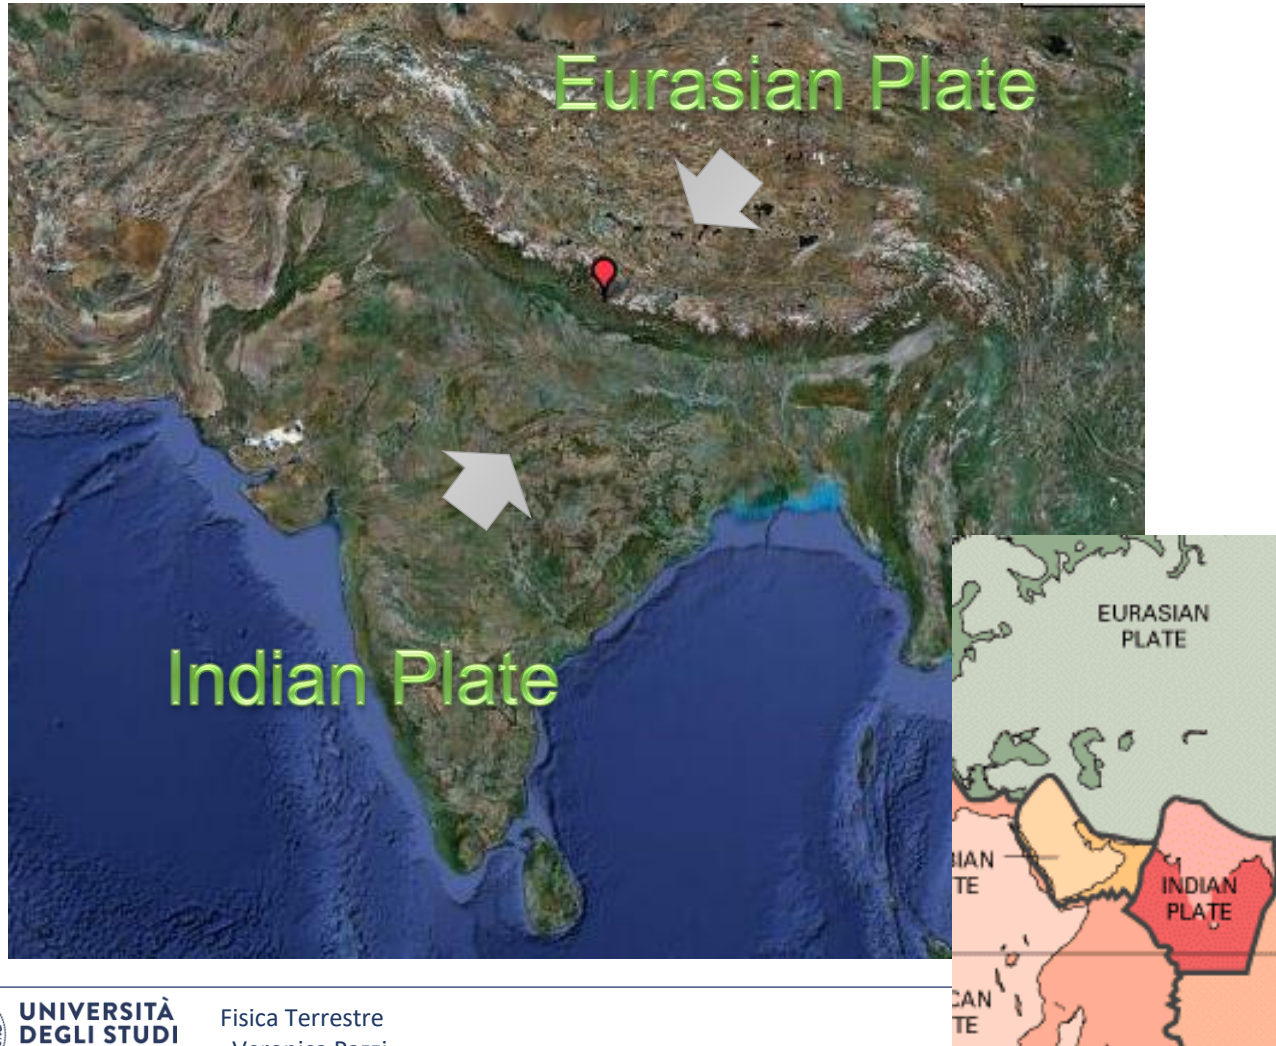 Eurasian Plate
Indian Plate
EURASIAN
PLATE
INDIAN
PLATE
UNIVERSITÀ
DEGLI STUDI
Fisica Terrestre